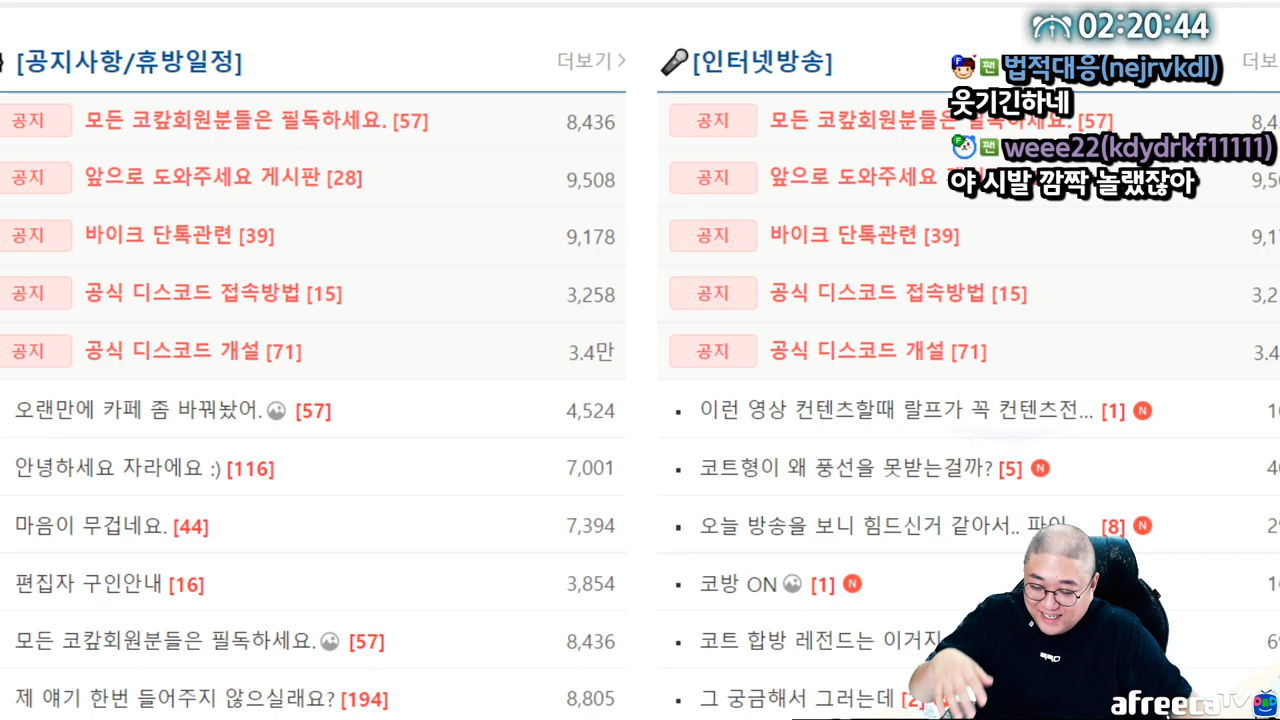 02:20:44
[공지사항/휴방일정]
더보기
공지 모든 코카회원분들은 필독하세요. [57] 8,436
공지 앞으로 도와주세요 게시판 [28] 9,508
공지 바이크 단톡관련 [39] 9,178
공지 공식 디스코드 접속방법 [15] 3,258
공지 공식 디스코드 개설 [71] 3.4만
오랜만에 카페 좀 바꿔놨어. [57] 4,524
안녕하세요 자라에요 :) [116] 7,001
마음이 무겁네요. [44] 7,394
편집자 구인안내 [16] 3,854
모든 코캎회원분들은 필독하세요. [57] 8,436
제 얘기 한번 들어주지 않으실래요? [194] 8,805
[인터넷방송]
더보
팬 법적대응(nejrvkdl)
웃기긴하네
팬 weee22(kdydrkf11111)
야 시발 깜짝 놀랬잖아
공지 모든 코캎회원분들은 필독하세요. [57]
공지 앞으로 도와주세요
공지 바이크 단톡관련 [39]
공지 공식 디스코드 접속방법 [15]
공지 공식 디스코드 개설 [71]
이런 영상 컨텐츠할때 랄프가 꼭 컨텐츠전... [1] N
코트형이 왜 풍선을 못받는걸까? [5] N
오늘 방송을 보니 힘드신거 같아서.. [8] N
코방 ON [1] N
코트 합방 레전드는 이거지
그 궁금해서 그러는데 [2]
afreecaTV